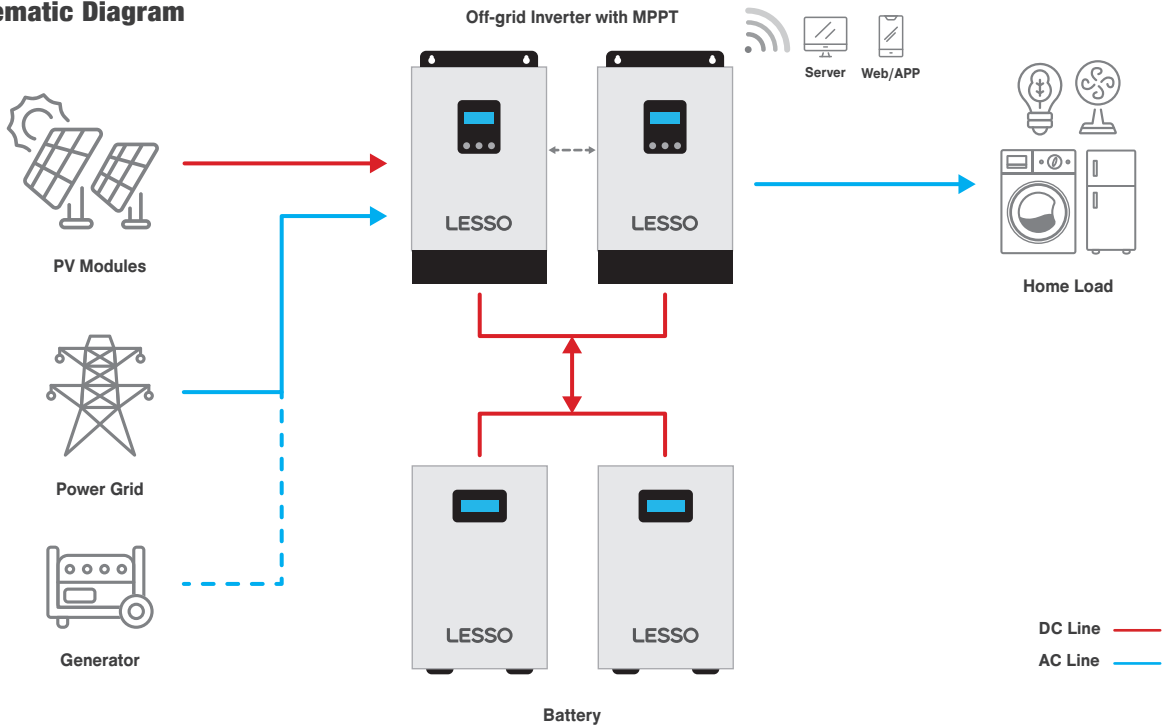 ematic Diagram
Off-grid Inverter with MPPT
Server
Web/APP
LESSO
LESSO
PV Modules
Home Load
Power Grid
LESSO
LESSO
Generator
DC Line
AC Line
Battery